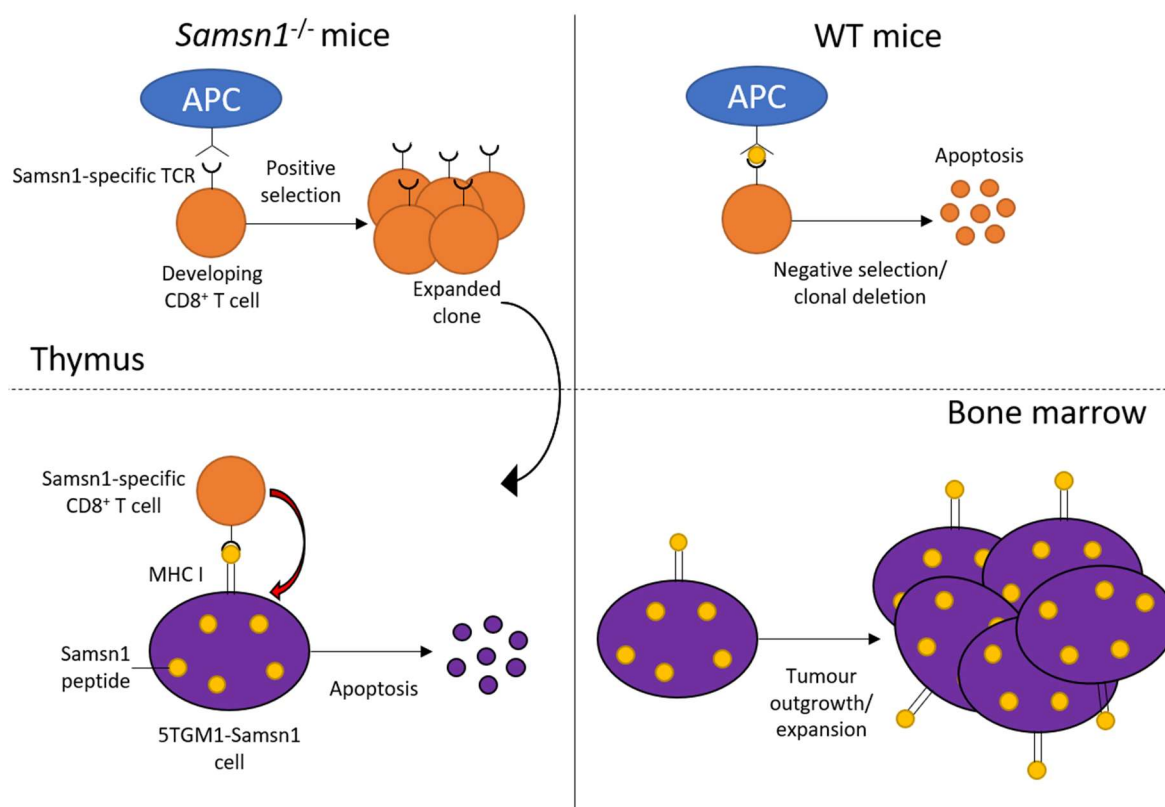 Samsn1-/- mice
WT mice
APC
APC
Samsn1-specific TCR
Positive
selection
Apoptosis
Developing
CD8+ T cell
Expanded
clone
Negative selection/
clonal deletion
Thymus
Bone marrow
Samsn1-specific
CD8+ T cell
MHC I
Samsn1
peptide
Apoptosis
5TGM1-Samsn1
cell
Tumour
outgrowth/
expansion